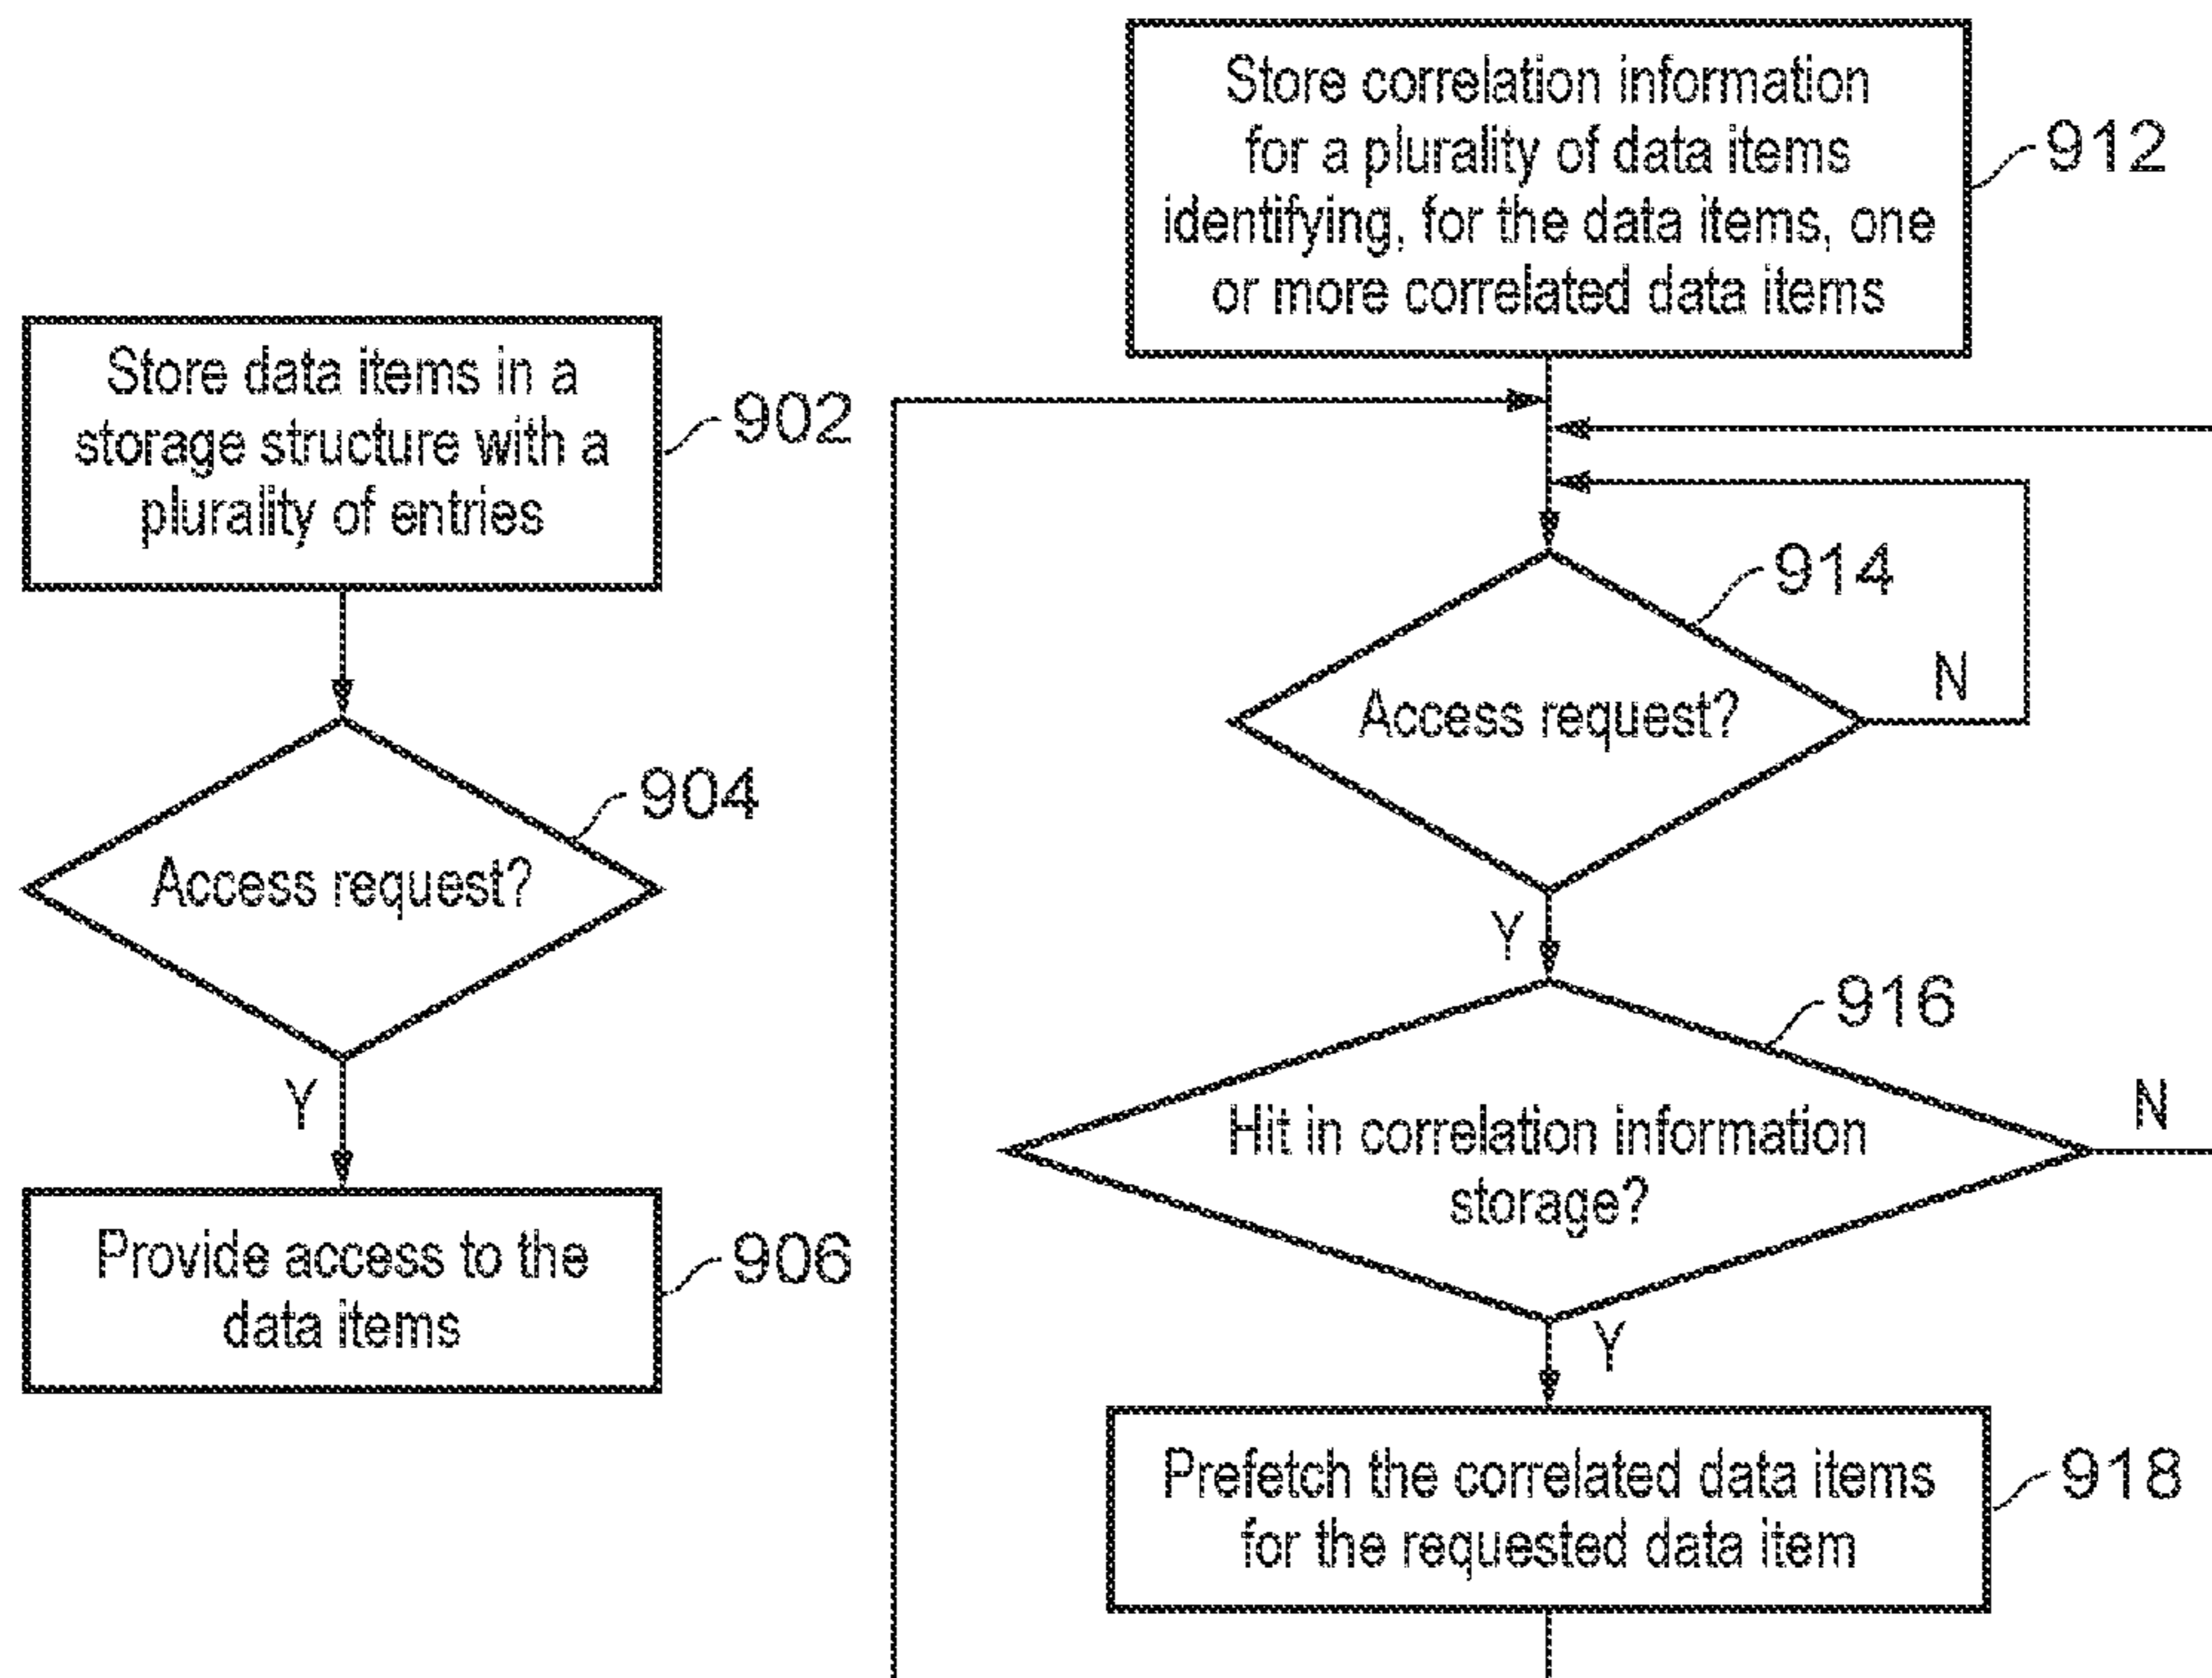 Store data items in a
storage structure with a
plurality of entries
902
904
Access request?
Y
Provide access to the
data items
906
Store correlation information
for a plurality of data items
identifying, for the data items, one
or more correlated data items
912
914
Access request?
N
Y
916
Hit in correlation information
storage?
N
Y
Prefetch the correlated data items
for the requested data item
918